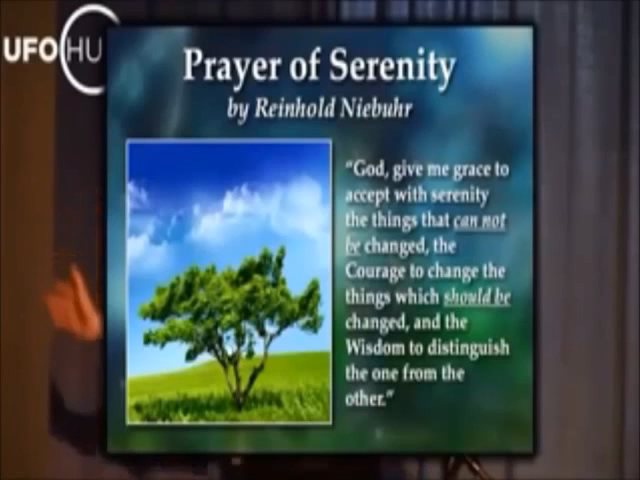 UFO HU
Prayer of Serenity
by Reinhold Niebuhr
“God, give me grace to
accept with serenity
the things that can not
be changed, the
Courage to change the
things which should be
changed, and the
Wisdom to distinguish
the one from the
other.”